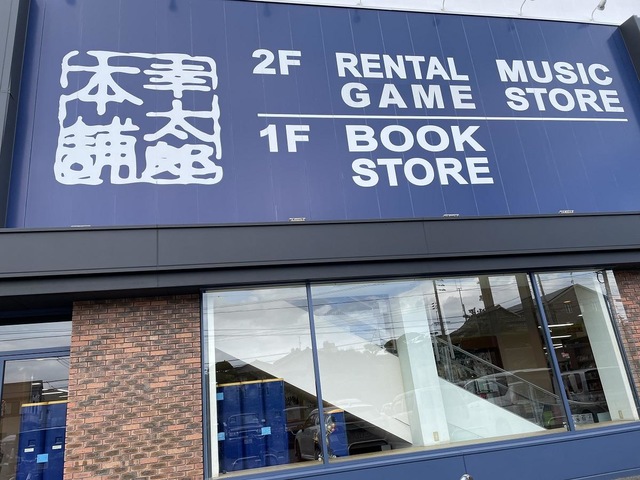 幸太郎
本舗
2F RENTAL MUSIC
GAME STORE
1F BOOK
STORE